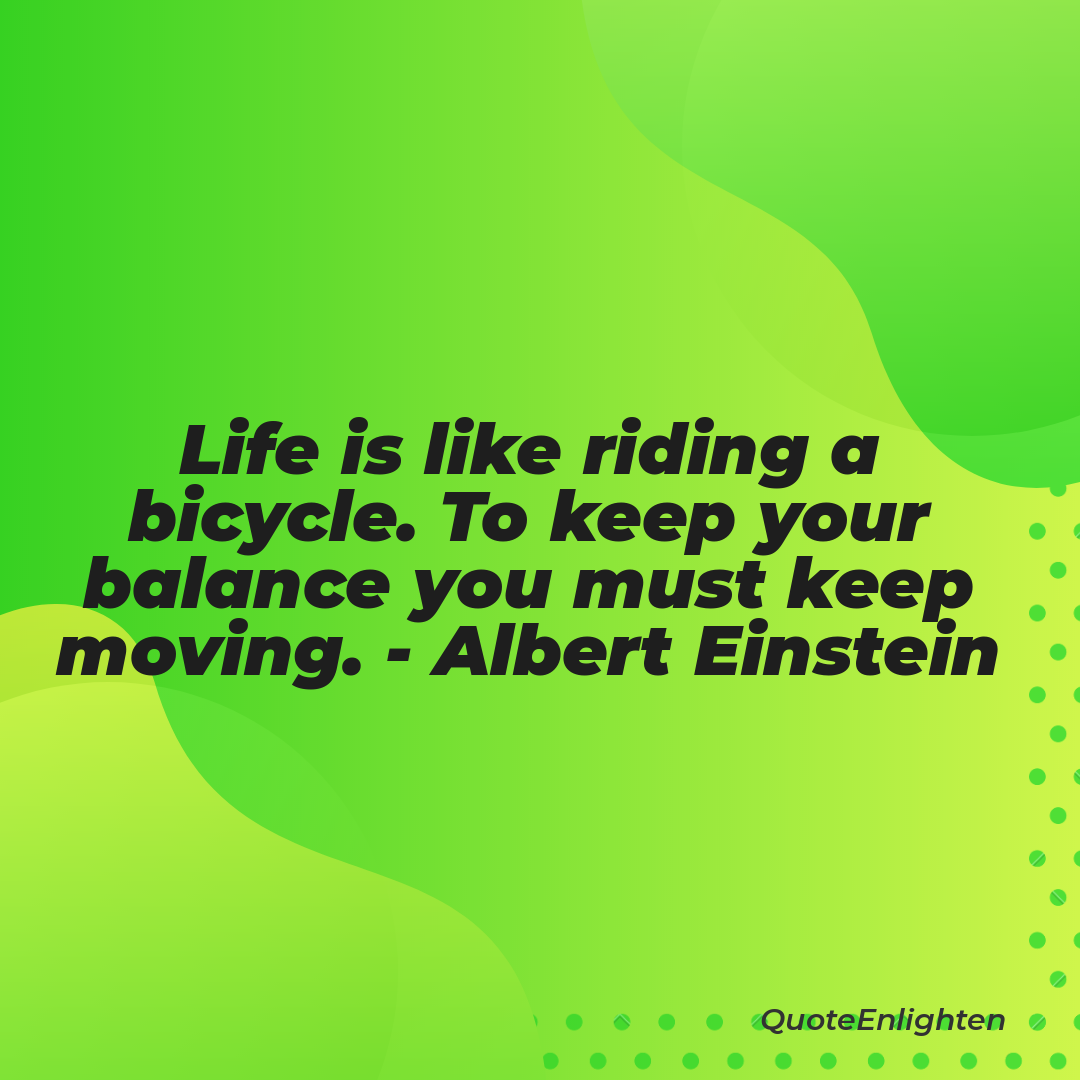 Life is like riding a
bicycle. To keep your
balance you must keep
moving. - Albert Einstein
QuoteEnlighten